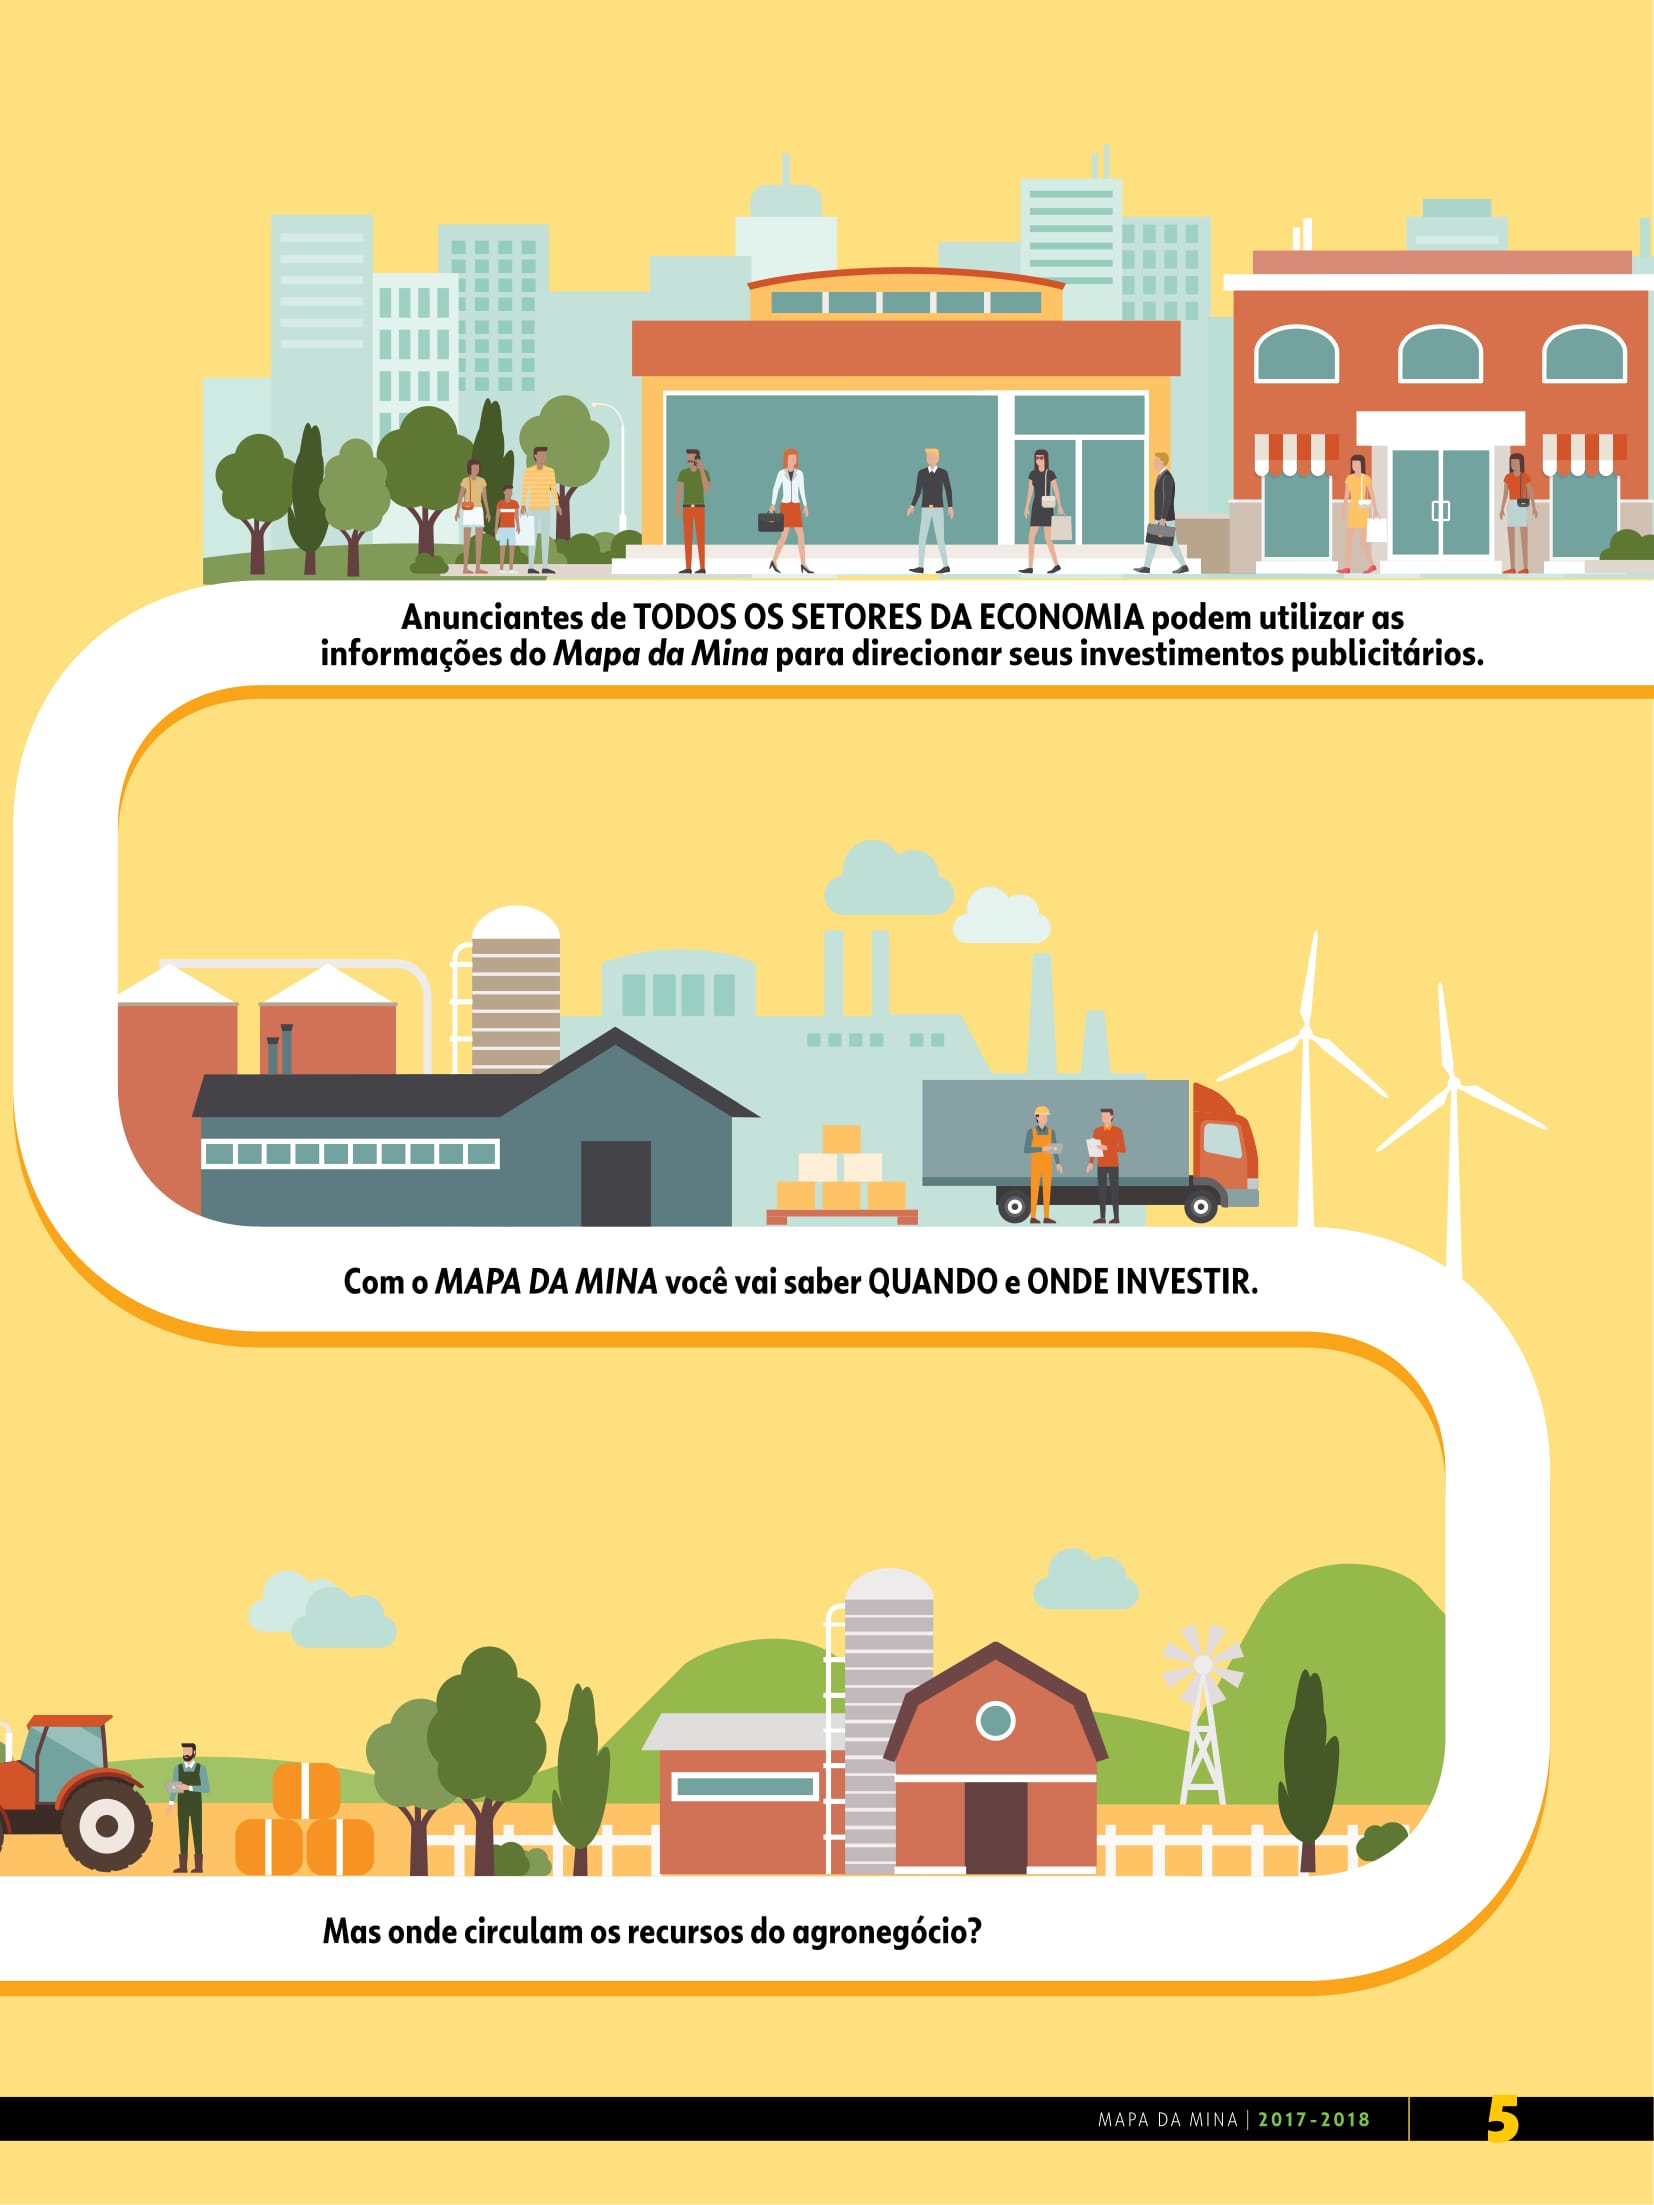 Anunciantes de TODOS OS SETORES DA ECONOMIA podem utilizar as
informações do Mapa da Mina para direcionar seus investimentos publicitários.
Com o MAPA DA MINA você vai saber QUANDO e ONDE INVESTIR.
Mas onde circulam os recursos do agronegócio?
MAPA DA MINA | 2017-2018 5